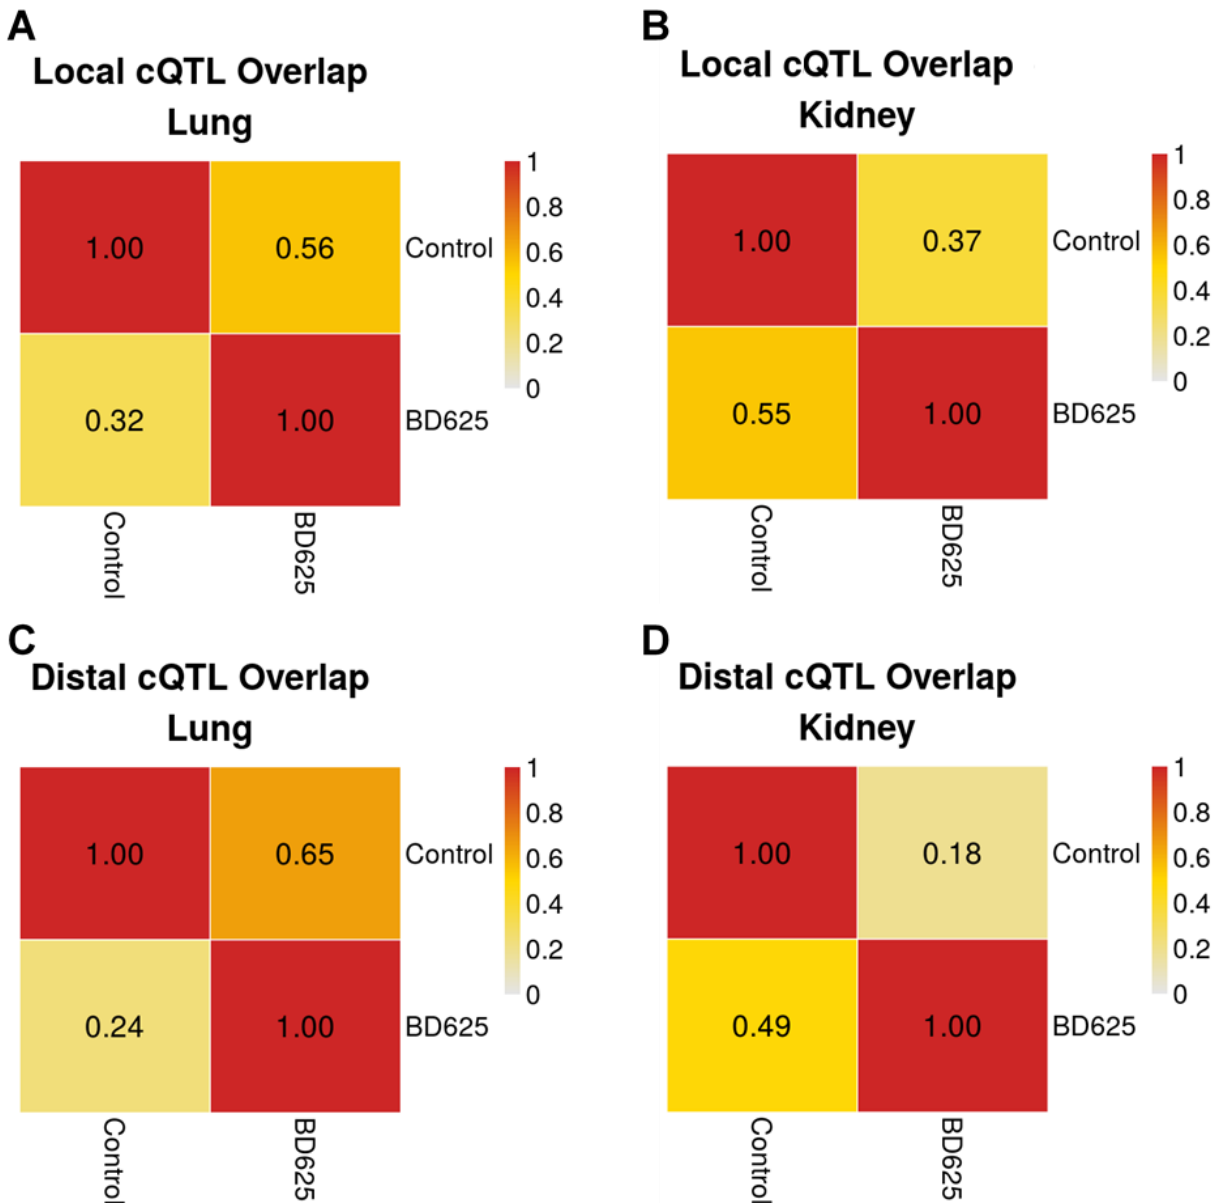 A
Local cQTL Overlap
Lung
1.00
0.56
Control
0.32
1.00
BD625
Control
BD625
1
0.8
0.6
0.4
0.2
0
B
Local cQTL Overlap
Kidney
1.00
0.37
Control
0.55
1.00
BD625
Control
BD625
1
0.8
0.6
0.4
0.2
0
C
Distal cQTL Overlap
Lung
1.00
0.65
Control
0.24
1.00
BD625
Control
BD625
1
0.8
0.6
0.4
0.2
0
D
Distal cQTL Overlap
Kidney
1.00
0.18
Control
0.49
1.00
BD625
Control
BD625
1
0.8
0.6
0.4
0.2
0